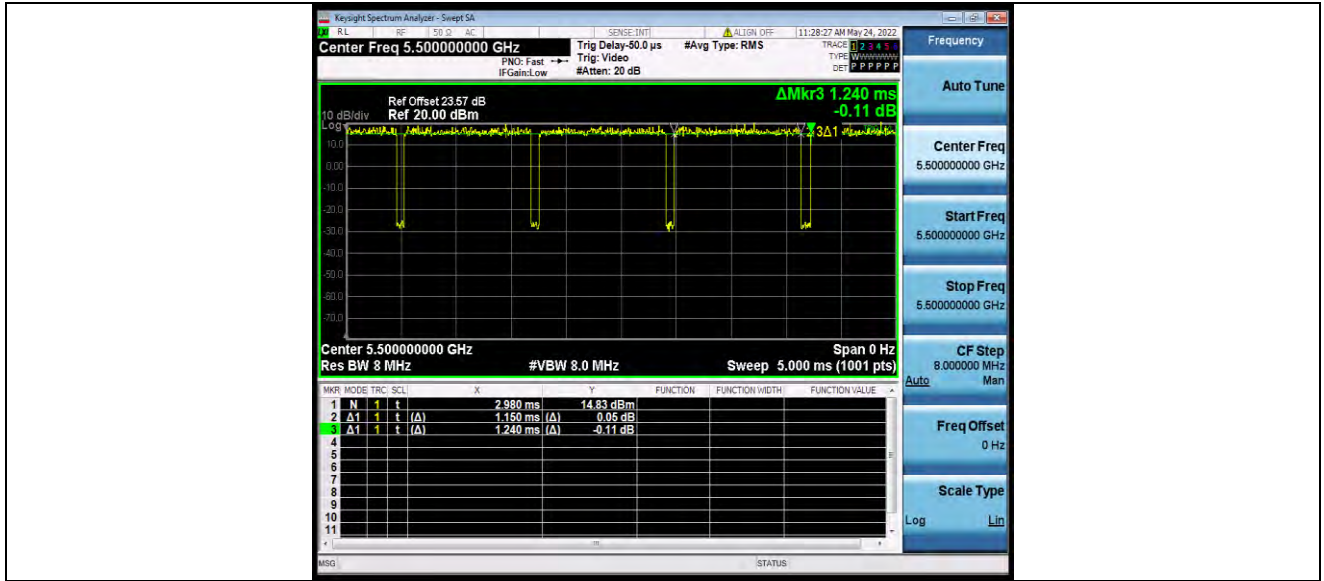 Keysight Spectrum Analyzer - Swept SA
RL RF 50 Ω AC SENSE:INT ALIGN OFF 11:28:27 AM May 24, 2022
Center Freq 5.500000000 GHz Trig Delay-50.0 µs #Avg Type: RMS TRACE 1 2 3 4 5 6
PNO: Fast Trig: Video TYPE WWWWWW
IFGain:Low #Atten: 20 dB DET P P P P P P
Frequency
ΔMkr3 1.240 ms
-0.11 dB
Ref Offset 23.57 dB
10 dB/div Ref 20.00 dBm
Log
3Δ1
10.0
0.00
-10.0
-20.0
-30.0
-40.0
-50.0
-60.0
-70.0
Center 5.500000000 GHz Span 0 Hz
Res BW 8 MHz #VBW 8.0 MHz Sweep 5.000 ms (1001 pts)
MKR MODE TRC SCL X Y FUNCTION FUNCTION WIDTH FUNCTION VALUE
1 N 1 t 2.980 ms 14.83 dBm
2 Δ1 1 t (Δ) 1.150 ms (Δ) 0.05 dB
3 Δ1 1 t (Δ) 1.240 ms (Δ) -0.11 dB
4
5
6
7
8
9
10
11
MSG STATUS
Auto Tune
Center Freq
5.500000000 GHz
Start Freq
5.500000000 GHz
Stop Freq
5.500000000 GHz
CF Step
8.000000 MHz
Auto Man
Freq Offset
0 Hz
Scale Type
Log Lin